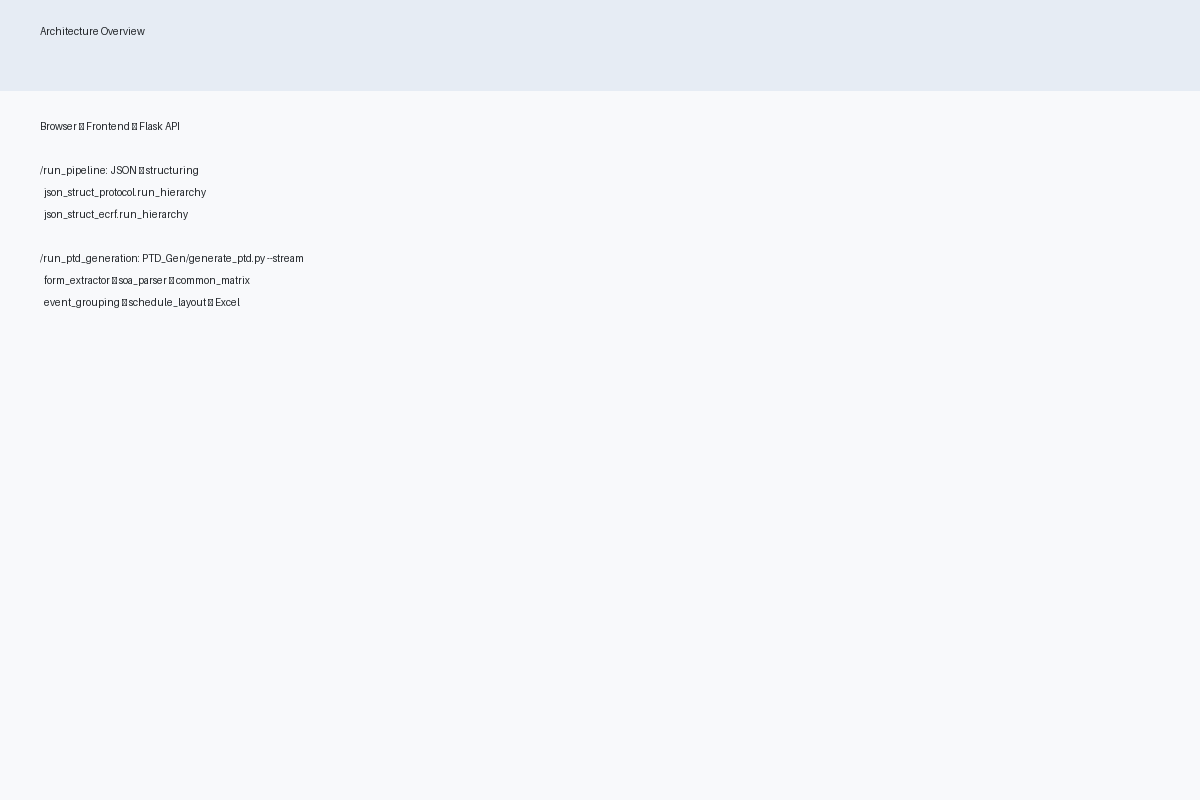 Architecture Overview
Browser ☒ Frontend ☒ Flask API
/run_pipeline: JSON ☒ structuring
json_struct_protocol.run_hierarchy
json_struct_ecrf.run_hierarchy
/run_ptd_generation: PTD_Gen/generate_ptd.py --stream
form_extractor ☒ soa_parser ☒ common_matrix
event_grouping ☒ schedule_layout ☒ Excel